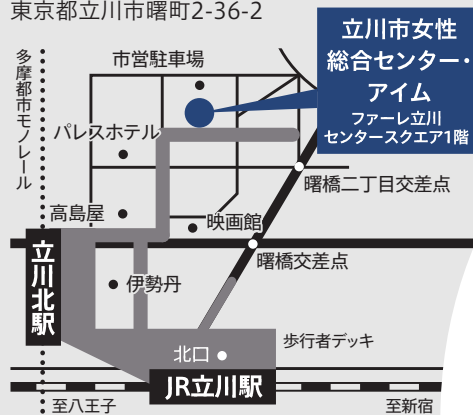 東京都立川市曙町2-36-2
立川市女性
総合センター・
アイム
ファーレ立川
センタースクエア1階
多摩都市モノレール
市営駐車場
パレスホテル
曙橋二丁目交差点
高島屋
映画館
立川北駅
曙橋交差点
伊勢丹
歩行者デッキ
北口
JR立川駅
至八王子
至新宿